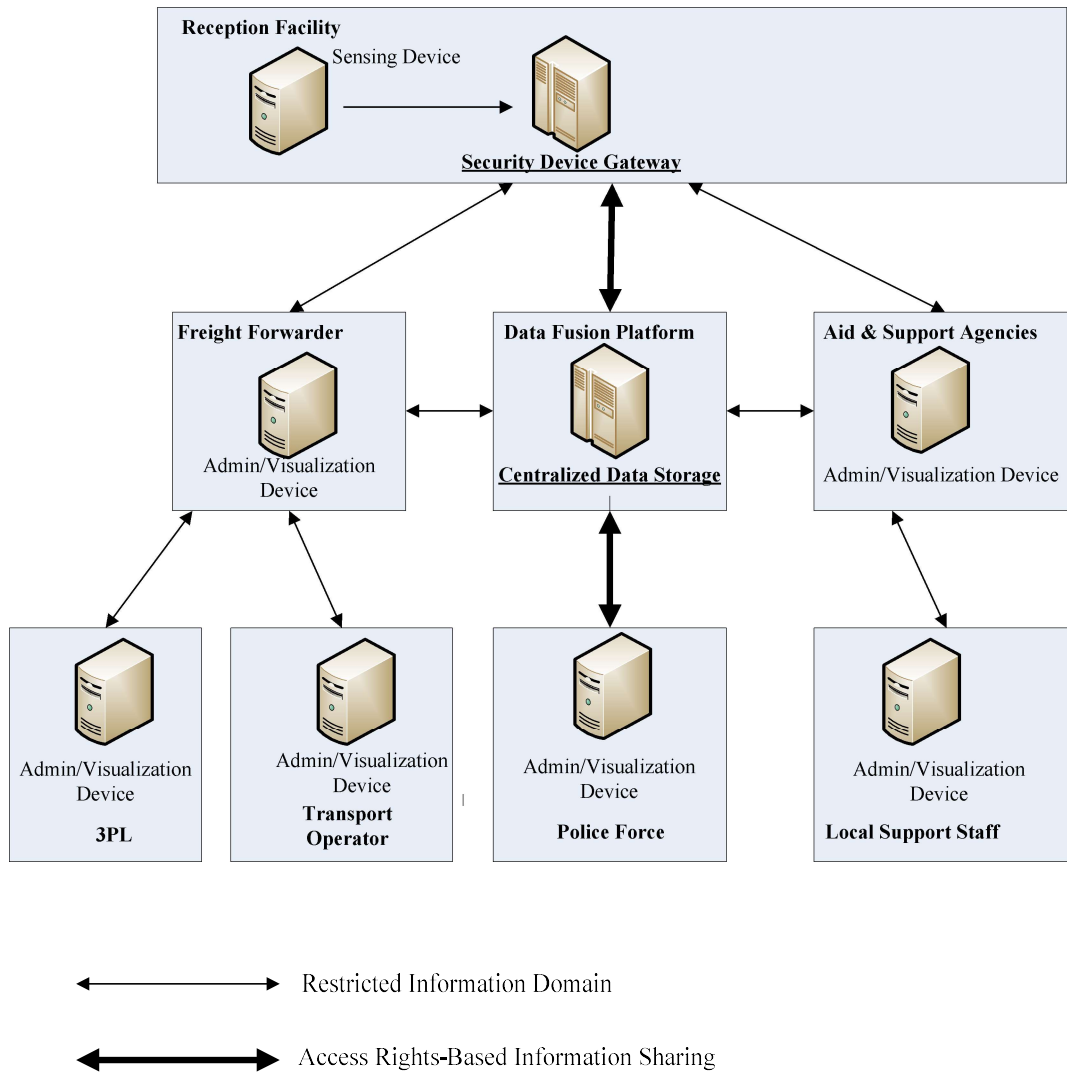 Reception Facility
Sensing Device
Security Device Gateway
Freight Forwarder
Admin/Visualization
Device
Data Fusion Platform
Centralized Data Storage
Aid & Support Agencies
Admin/Visualization Device
Admin/Visualization
Device
3PL
Admin/Visualization
Device
Transport
Operator
Admin/Visualization
Device
Police Force
Admin/Visualization
Device
Local Support Staff
Restricted Information Domain
Access Rights-Based Information Sharing